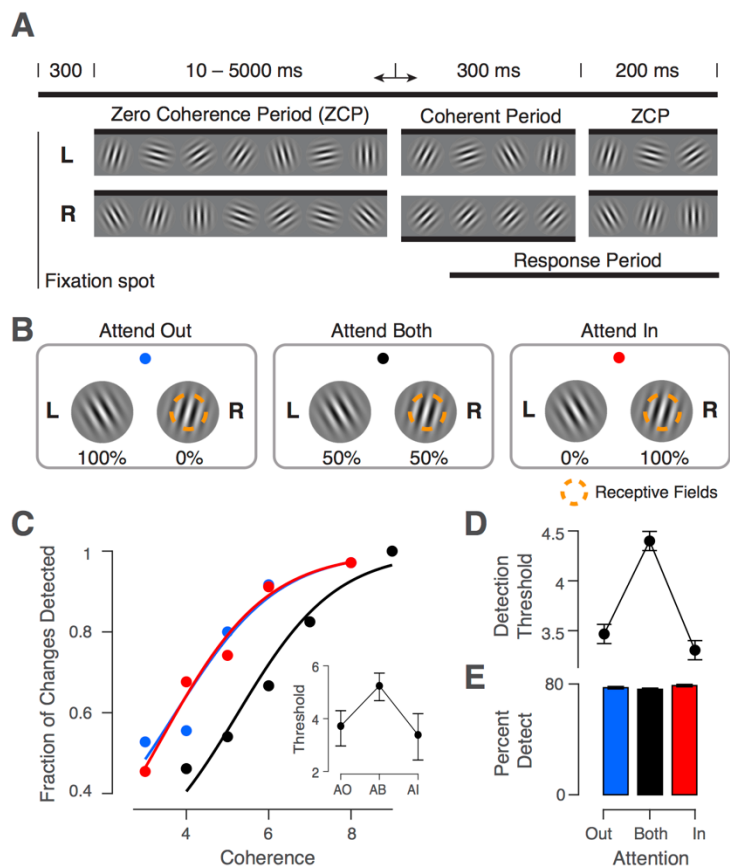 A
300 10 – 5000 ms 300 ms 200 ms
Zero Coherence Period (ZCP) Coherent Period ZCP
L
R
Response Period
Fixation spot
B
Attend Out Attend Both Attend In
L R L R L R
100% 0% 50% 50% 0% 100%
Receptive Fields
C
Fraction of Changes Detected
1
0.8
0.6
0.4
4 6 8
Coherence
Threshold
6
4
2
AO AB AI
D
Detection
Threshold
4.5
4
3.5
E
Percent
Detect
80
0
Out Both In
Attention